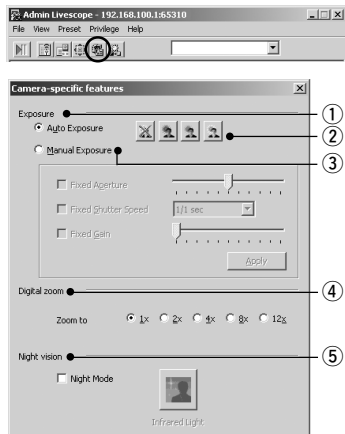 Admin Livescope - 192.168.100.1:65310
File View Preset Privilege Help
Camera-specific features
Exposure ①
Auto Exposure ②
Manual Exposure ③
Fixed Aperture
Fixed Shutter Speed 1/1 sec
Fixed Gain
Apply
Digital zoom ④
Zoom to 1x 2x 4x 8x 12x
Night vision ⑤
Night Mode
Infrared Light